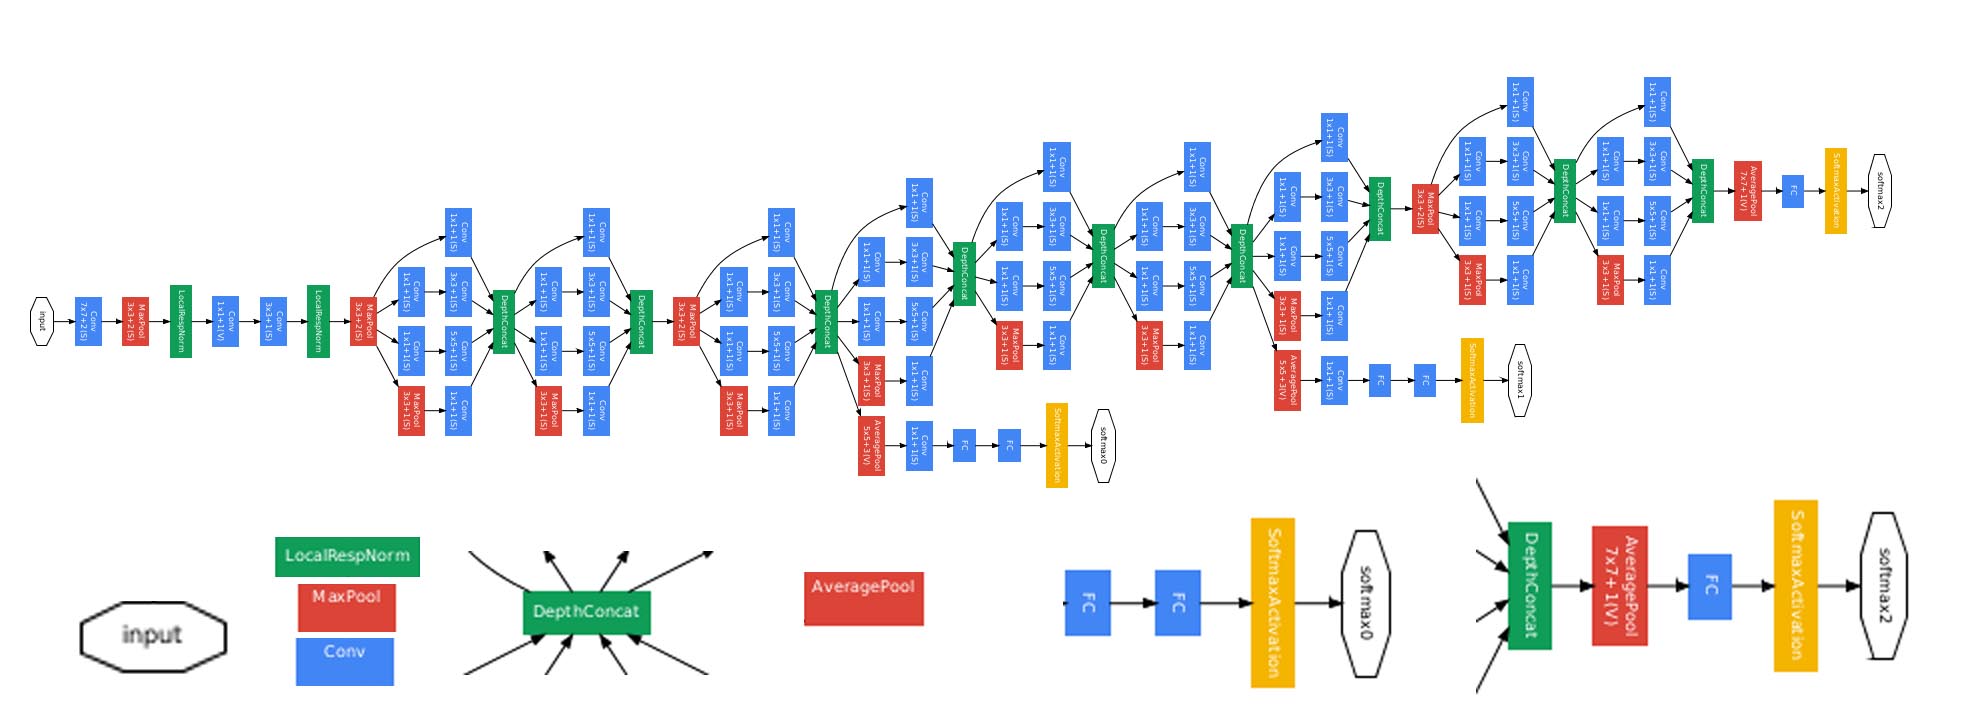 input
Conv
7x7+2(S)
MaxPool
3x3+2(S)
LocalRespNorm
Conv
1x1+1(V)
Conv
3x3+1(S)
LocalRespNorm
MaxPool
3x3+2(S)
Conv
1x1+1(S)
Conv
1x1+1(S)
MaxPool
3x3+1(S)
Conv
1x1+1(S)
Conv
3x3+1(S)
Conv
5x5+1(S)
Conv
1x1+1(S)
DepthConcat
Conv
1x1+1(S)
Conv
1x1+1(S)
MaxPool
3x3+1(S)
Conv
1x1+1(S)
Conv
3x3+1(S)
Conv
5x5+1(S)
Conv
1x1+1(S)
DepthConcat
MaxPool
3x3+2(S)
Conv
1x1+1(S)
Conv
1x1+1(S)
MaxPool
3x3+1(S)
Conv
1x1+1(S)
Conv
3x3+1(S)
Conv
5x5+1(S)
Conv
1x1+1(S)
DepthConcat
Conv
1x1+1(S)
Conv
1x1+1(S)
MaxPool
3x3+1(S)
AveragePool
5x5+3(V)
Conv
1x1+1(S)
Conv
3x3+1(S)
Conv
5x5+1(S)
Conv
1x1+1(S)
Conv
1x1+1(S)
DepthConcat
FC
FC
SoftmaxActivation
softmax0
Conv
1x1+1(S)
Conv
1x1+1(S)
MaxPool
3x3+1(S)
Conv
1x1+1(S)
Conv
3x3+1(S)
Conv
5x5+1(S)
Conv
1x1+1(S)
DepthConcat
Conv
1x1+1(S)
Conv
1x1+1(S)
MaxPool
3x3+1(S)
Conv
1x1+1(S)
Conv
3x3+1(S)
Conv
5x5+1(S)
Conv
1x1+1(S)
DepthConcat
Conv
1x1+1(S)
Conv
1x1+1(S)
MaxPool
3x3+1(S)
AveragePool
5x5+3(V)
Conv
1x1+1(S)
Conv
3x3+1(S)
Conv
5x5+1(S)
Conv
1x1+1(S)
Conv
1x1+1(S)
DepthConcat
FC
FC
SoftmaxActivation
softmax1
MaxPool
3x3+2(S)
Conv
1x1+1(S)
Conv
1x1+1(S)
MaxPool
3x3+1(S)
Conv
1x1+1(S)
Conv
3x3+1(S)
Conv
5x5+1(S)
Conv
1x1+1(S)
DepthConcat
Conv
1x1+1(S)
Conv
1x1+1(S)
MaxPool
3x3+1(S)
Conv
1x1+1(S)
Conv
3x3+1(S)
Conv
5x5+1(S)
Conv
1x1+1(S)
DepthConcat
AveragePool
7x7+1(V)
FC
SoftmaxActivation
softmax2
input
LocalRespNorm
MaxPool
Conv
DepthConcat
AveragePool
FC
FC
SoftmaxActivation
softmax0
DepthConcat
AveragePool
7x7+1(V)
FC
SoftmaxActivation
softmax2